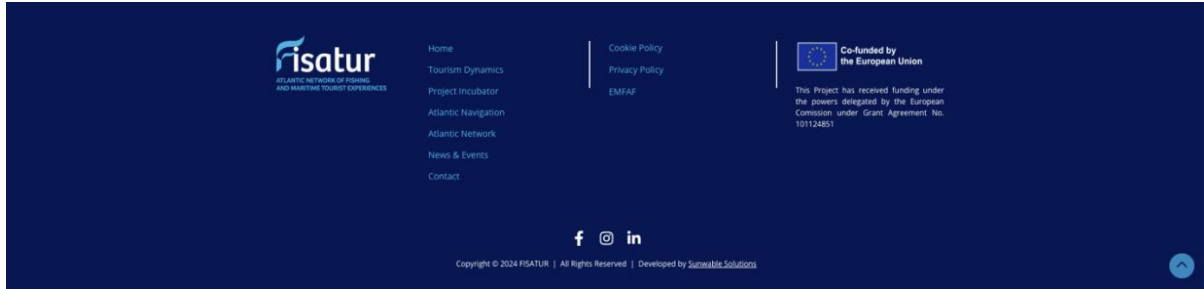 Fisatur
ATLANTIC NETWORK OF FISHING
AND MARITIME TOURIST EXPERIENCES
Home
Tourism Dynamics
Project Incubator
Atlantic Navigation
Atlantic Network
News & Events
Contact
Cookie Policy
Privacy Policy
EMFAF
Co-funded by
the European Union
This Project has received funding under
the powers delegated by the European
Comission under Grant Agreement No.
101124851
f in
Copyright © 2024 FISATUR | All Rights Reserved | Developed by Sunwable Solutions